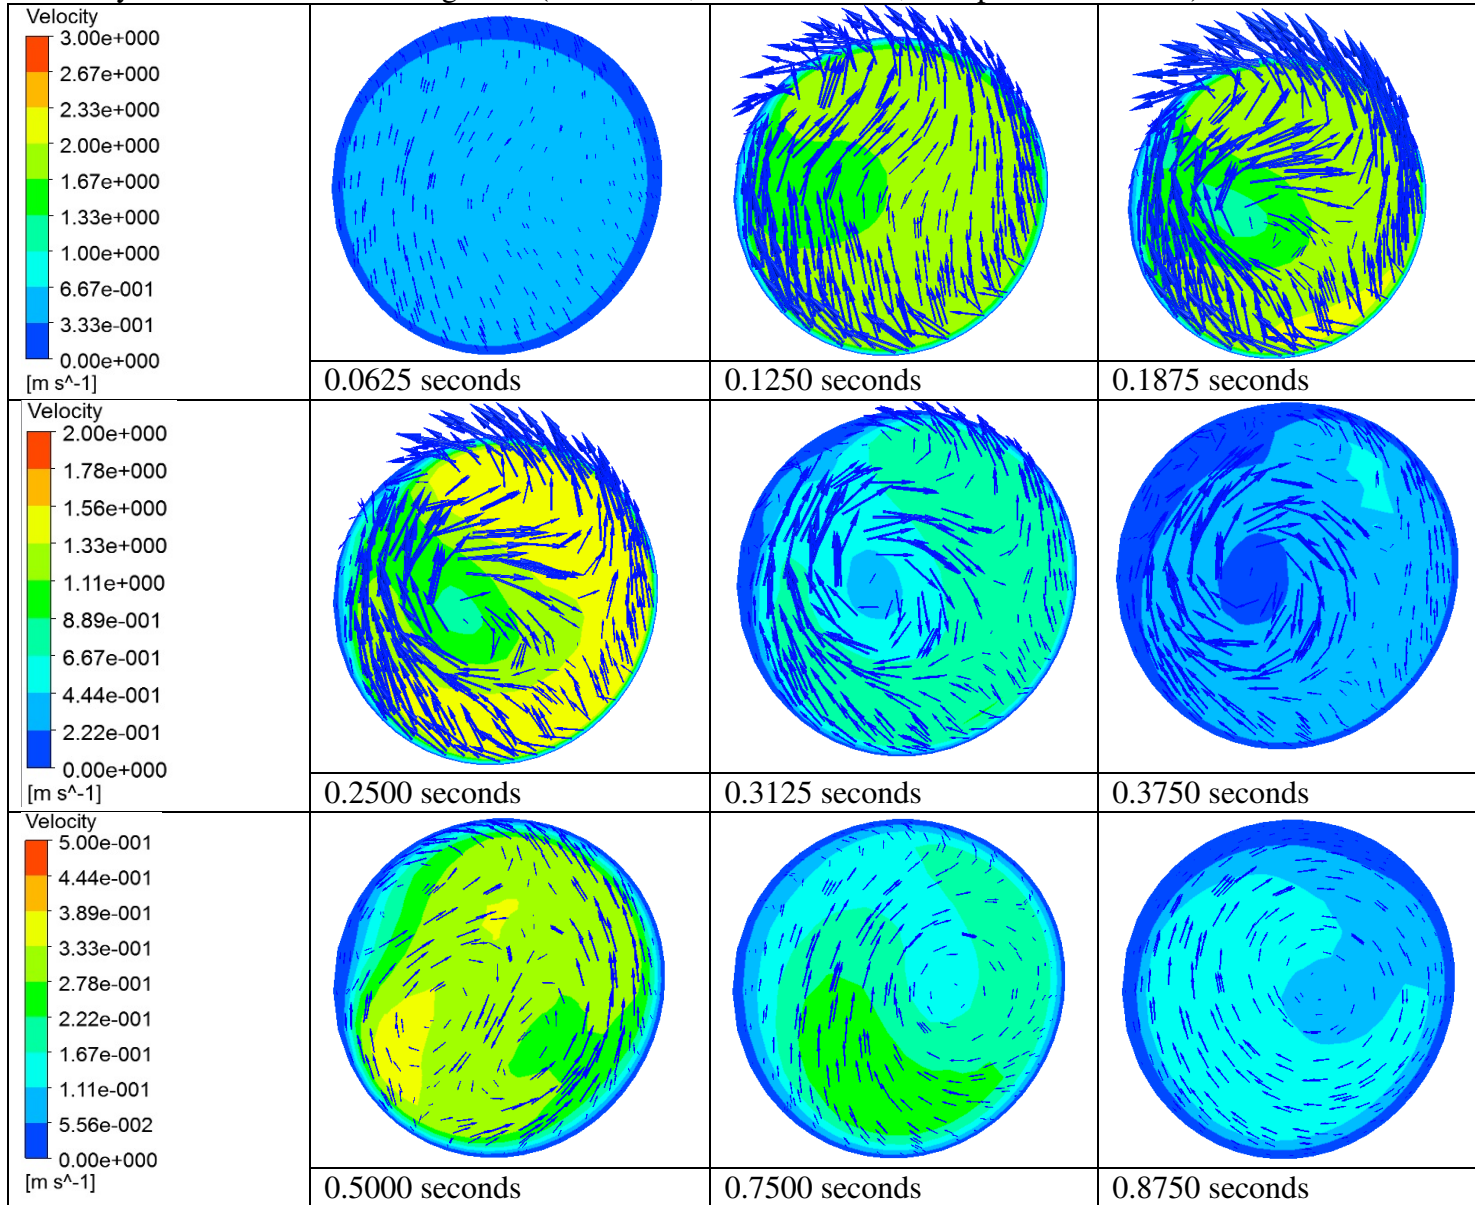 Velocity
3.00e+000
2.67e+000
2.33e+000
2.00e+000
1.67e+000
1.33e+000
1.00e+000
6.67e-001
3.33e-001
0.00e+000
[m s^-1]
0.0625 seconds
0.1250 seconds
0.1875 seconds
Velocity
2.00e+000
1.78e+000
1.56e+000
1.33e+000
1.11e+000
8.89e-001
6.67e-001
4.44e-001
2.22e-001
0.00e+000
[m s^-1]
0.2500 seconds
0.3125 seconds
0.3750 seconds
Velocity
5.00e-001
4.44e-001
3.89e-001
3.33e-001
2.78e-001
2.22e-001
1.67e-001
1.11e-001
5.56e-002
0.00e+000
[m s^-1]
0.5000 seconds
0.7500 seconds
0.8750 seconds